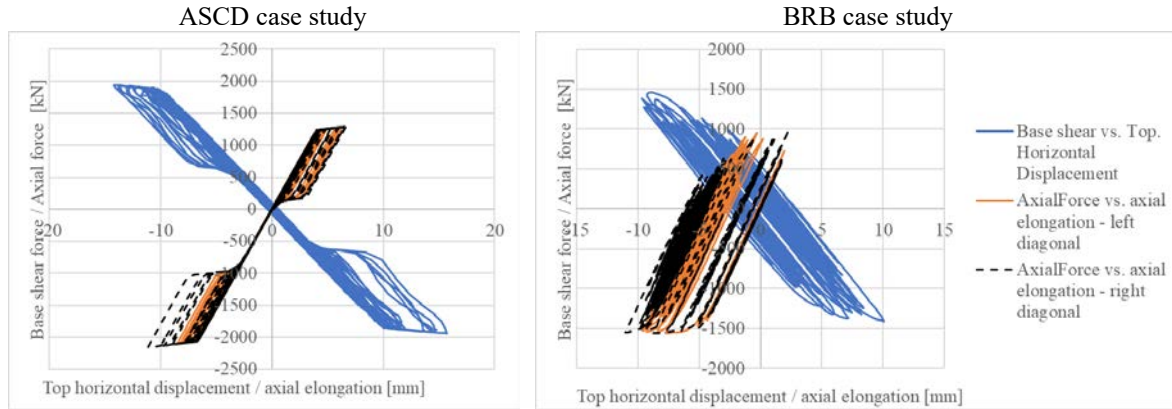 ASCD case study
BRB case study
Base shear force / Axial force [kN]
2500
2000
1500
1000
500
0
-500
-1000
-1500
-2000
-2500
-20
-10
0
10
20
Top horizontal displacement / axial elongation [mm]
Base shear force / Axial force [kN]
2000
1500
1000
500
0
-500
-1000
-1500
-2000
-15
-10
-5
0
5
10
15
Top horizontal displacement / axial elongation [mm]
Base shear vs. Top.
Horizontal
Displacement
AxialForce vs. axial
elongation - left
diagonal
AxialForce vs. axial
elongation - right
diagonal